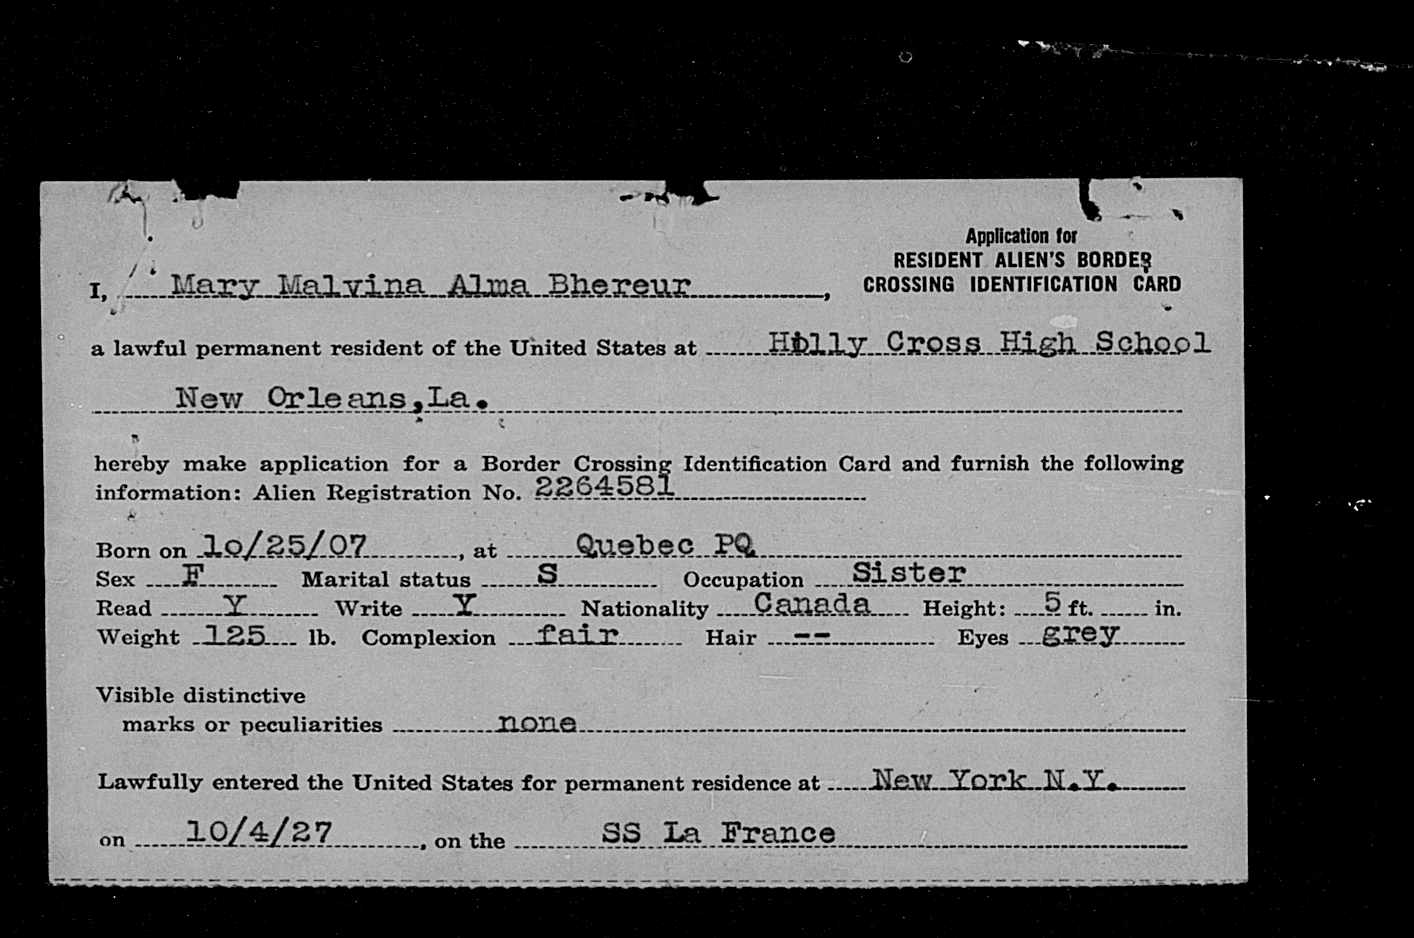 Application for
RESIDENT ALIEN'S BORDER
CROSSING IDENTIFICATION CARD
I, Mary Malvina Alma Bhereur,
a lawful permanent resident of the United States at Holly Cross High School
New Orleans,La.
hereby make application for a Border Crossing Identification Card and furnish the following
information: Alien Registration No. 2264581
Born on 1o/25/07, at Quebec PQ
Sex F Marital status S Occupation Sister
Read Y Write Y Nationality Canada Height: 5 ft. in.
Weight 125 lb. Complexion fair Hair -- Eyes grey
Visible distinctive
marks or peculiarities none
Lawfully entered the United States for permanent residence at New York N.Y.
on 10/4/27, on the SS La France